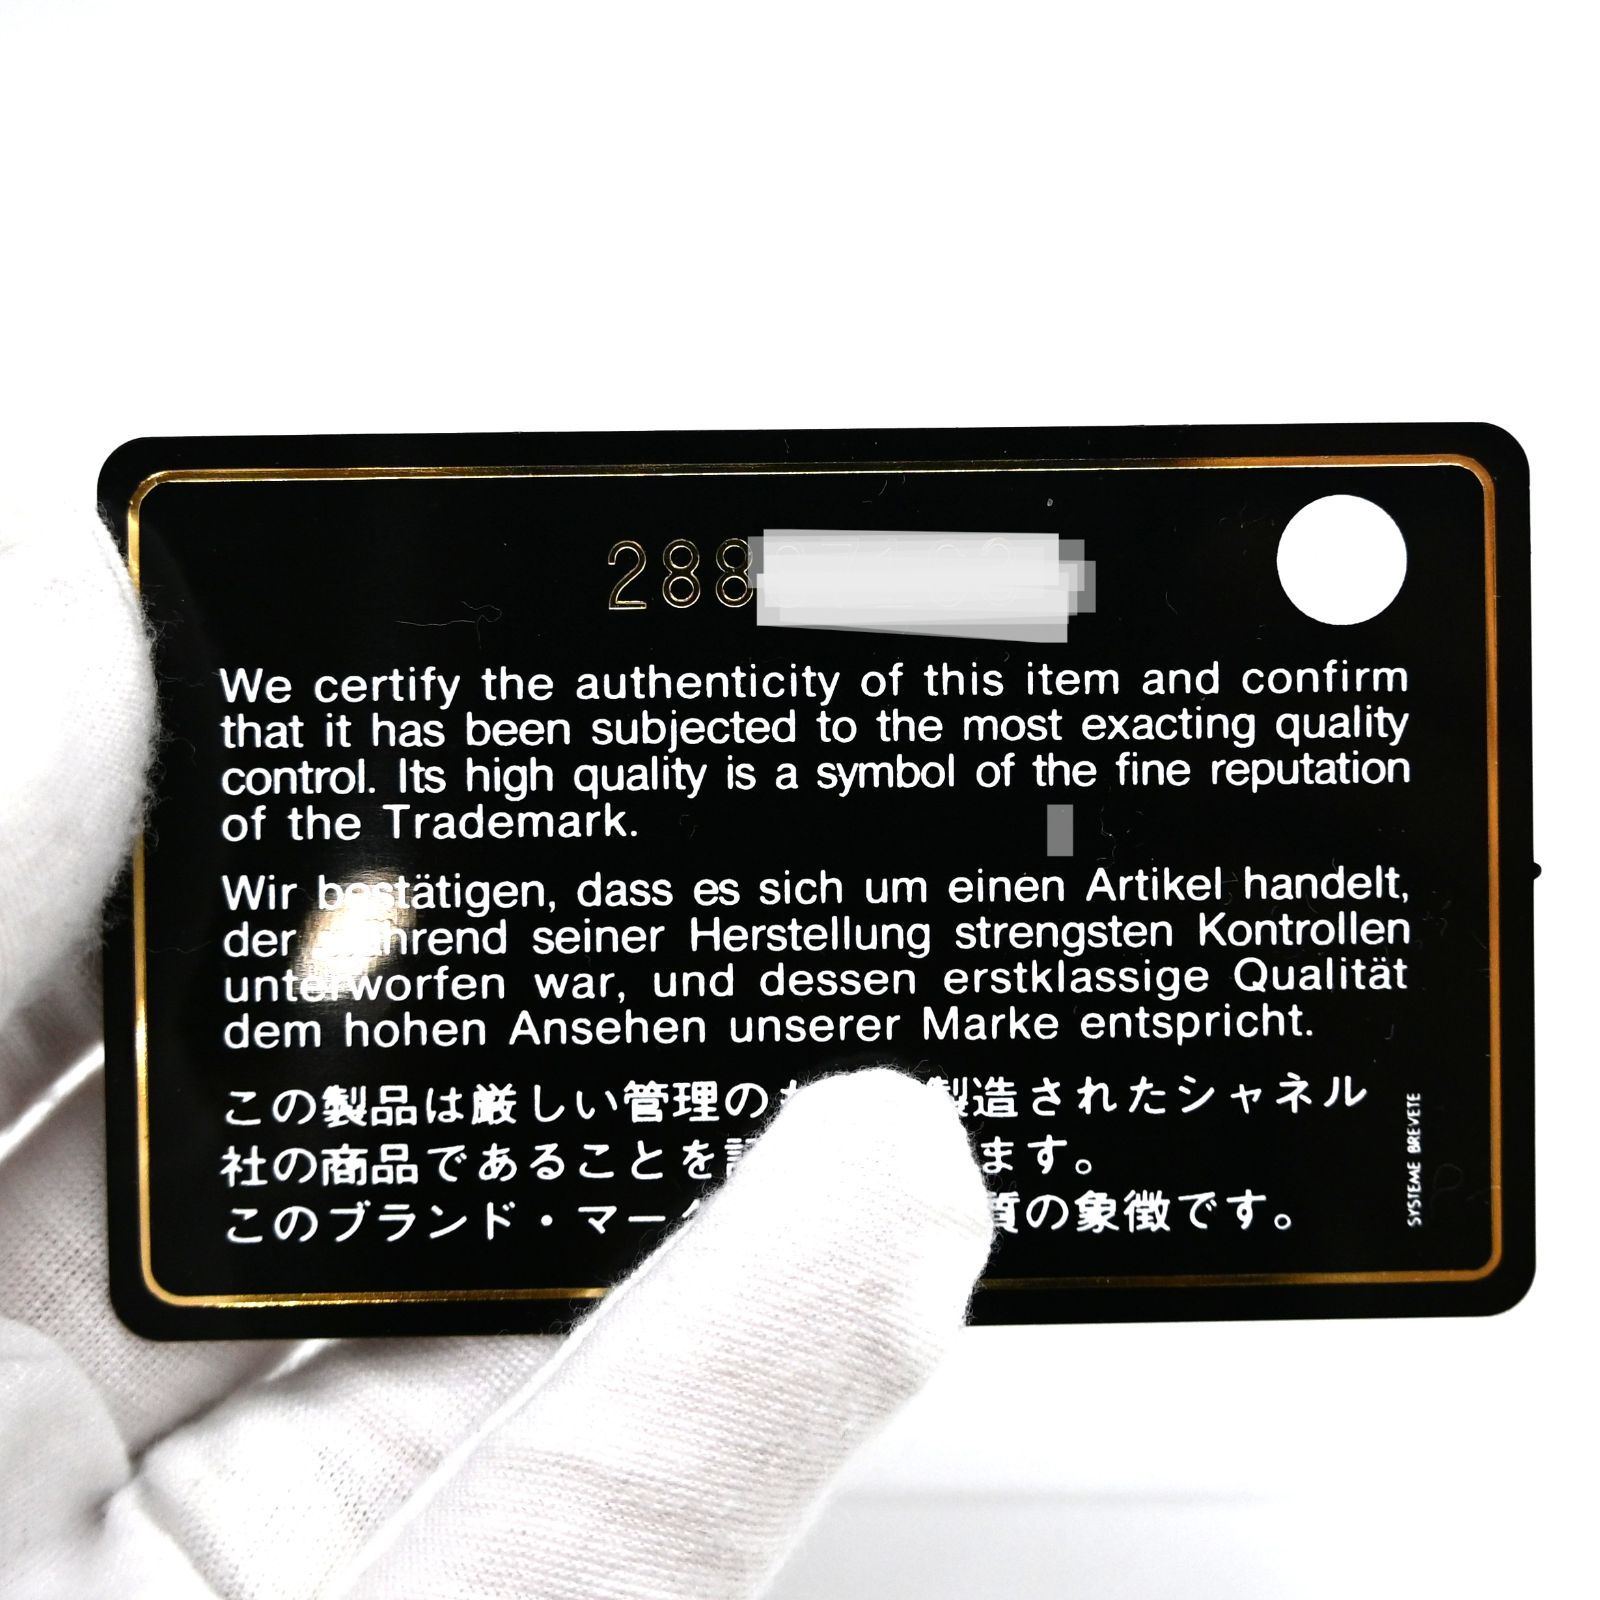 288
We certify the authenticity of this item and confirm
that it has been subjected to the most exacting quality
control. Its high quality is a symbol of the fine reputation
of the Trademark.
Wir bestätigen, dass es sich um einen Artikel handelt,
der während seiner Herstellung strengsten Kontrollen
unterworfen war, und dessen erstklassige Qualität
dem hohen Ansehen unserer Marke entspricht.
この製品は厳しい管理の 製造されたシャネル
社の商品であることを ます。
このブランド・マーク 質の象徴です。
SYSTEME BREVETE